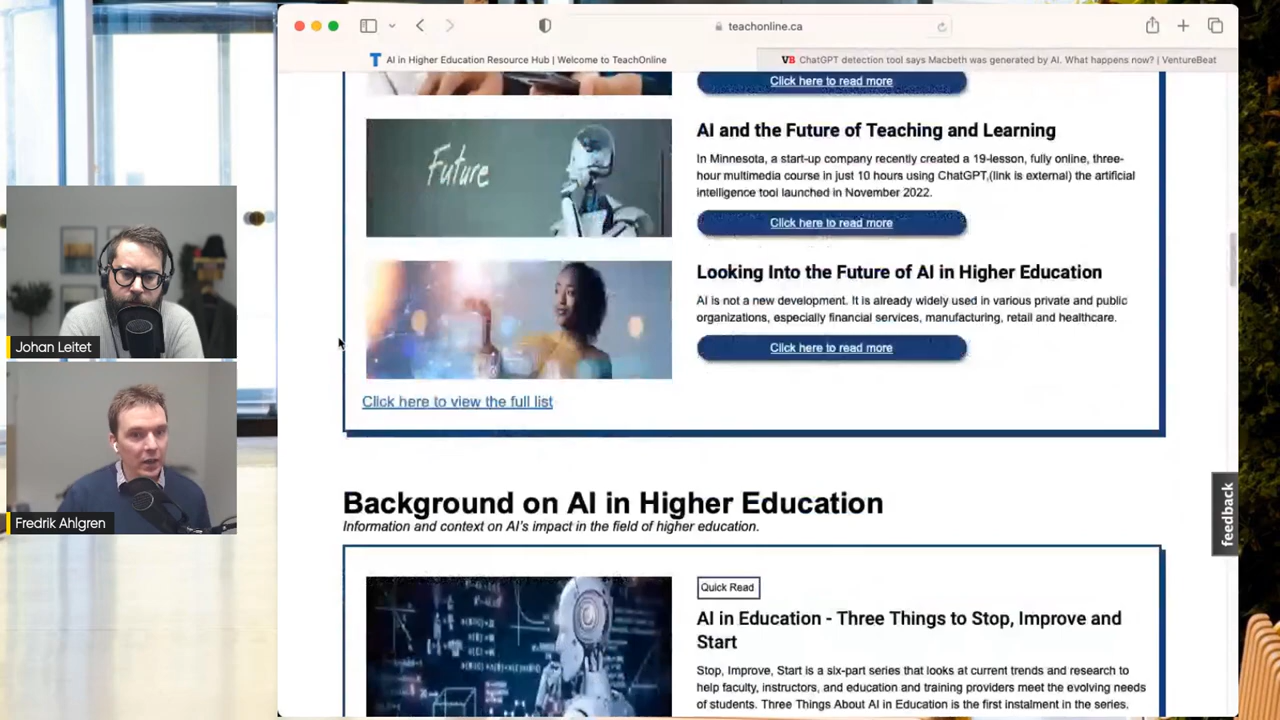 teachonline.ca
AI in Higher Education Resource Hub | Welcome to TeachOnline
VB ChatGPT detection tool says Macbeth was generated by AI. What happens now? | VentureBeat
Click here to read more
Future
AI and the Future of Teaching and Learning
In Minnesota, a start-up company recently created a 19-lesson, fully online, three-
hour multimedia course in just 10 hours using ChatGPT,(link is external) the artificial
intelligence tool launched in November 2022.
Click here to read more
Looking Into the Future of AI in Higher Education
AI is not a new development. It is already widely used in various private and public
organizations, especially financial services, manufacturing, retail and healthcare.
Click here to read more
Click here to view the full list
Johan Leitet
Fredrik Ahlgren
feedback
Background on AI in Higher Education
Information and context on AI's impact in the field of higher education.
Quick Read
AI in Education - Three Things to Stop, Improve and
Start
Stop, Improve, Start is a six-part series that looks at current trends and research to
help faculty, instructors, and education and training providers meet the evolving needs
of students. Three Things About AI in Education is the first instalment in the series.